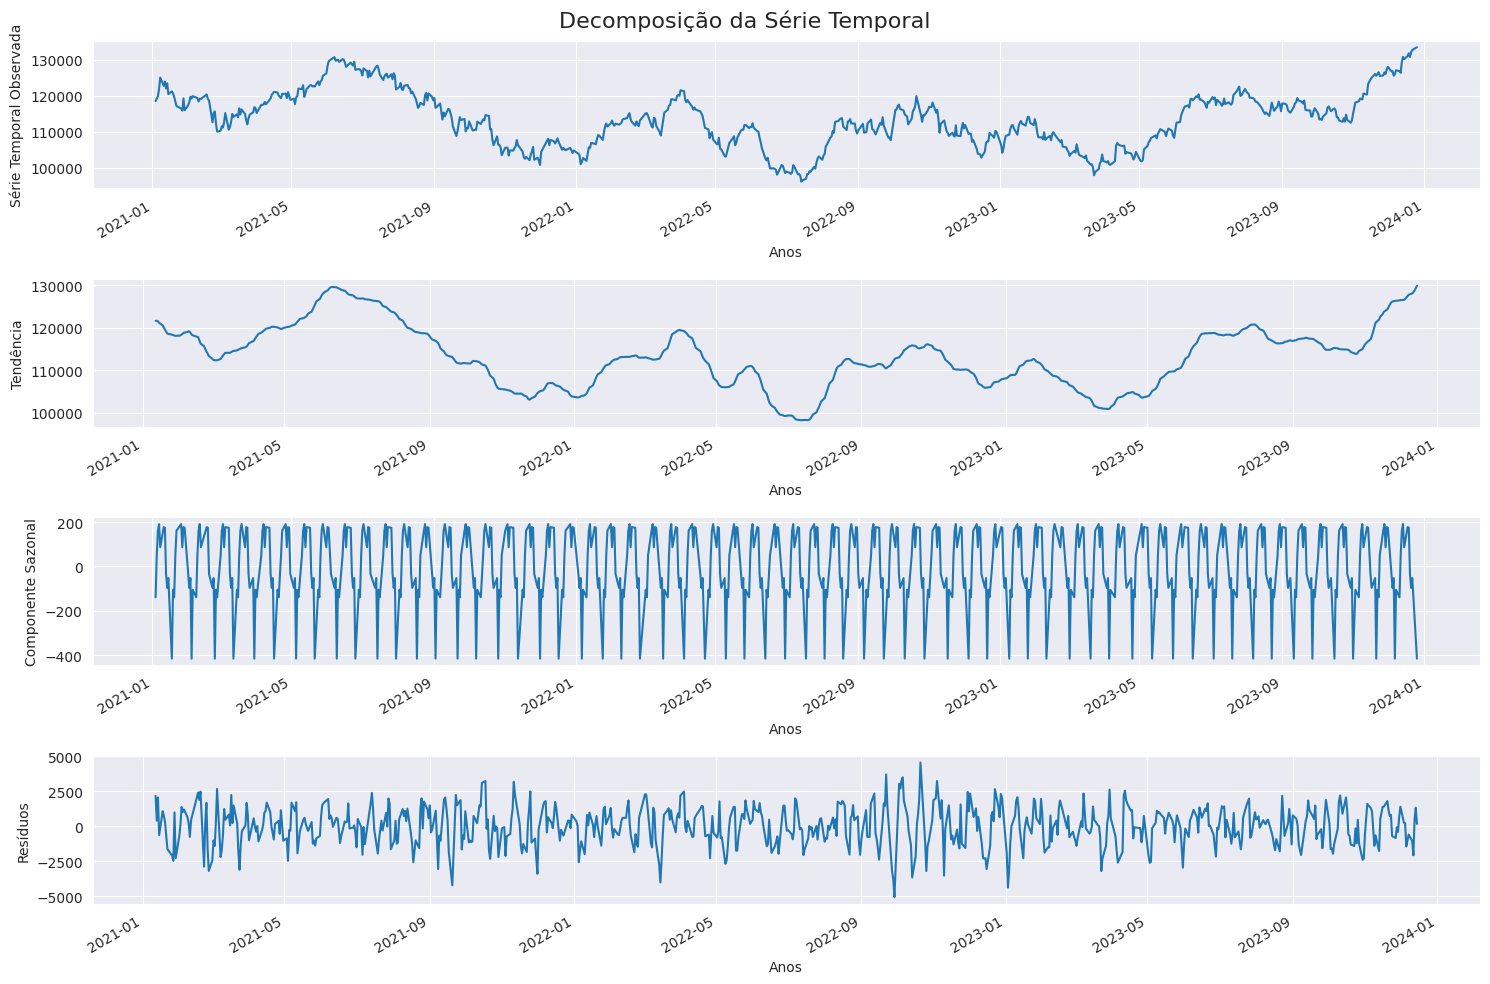 Decomposição da Série Temporal
Série Temporal Observada
130000
120000
110000
100000
2021-01 2021-05 2021-09 2022-01 2022-05 2022-09 2023-01 2023-05 2023-09 2024-01
Anos
Tendência
130000
120000
110000
100000
2021-01 2021-05 2021-09 2022-01 2022-05 2022-09 2023-01 2023-05 2023-09 2024-01
Anos
Componente Sazonal
200
0
−200
−400
2021-01 2021-05 2021-09 2022-01 2022-05 2022-09 2023-01 2023-05 2023-09 2024-01
Anos
Resíduos
5000
2500
0
−2500
−5000
2021-01 2021-05 2021-09 2022-01 2022-05 2022-09 2023-01 2023-05 2023-09 2024-01
Anos